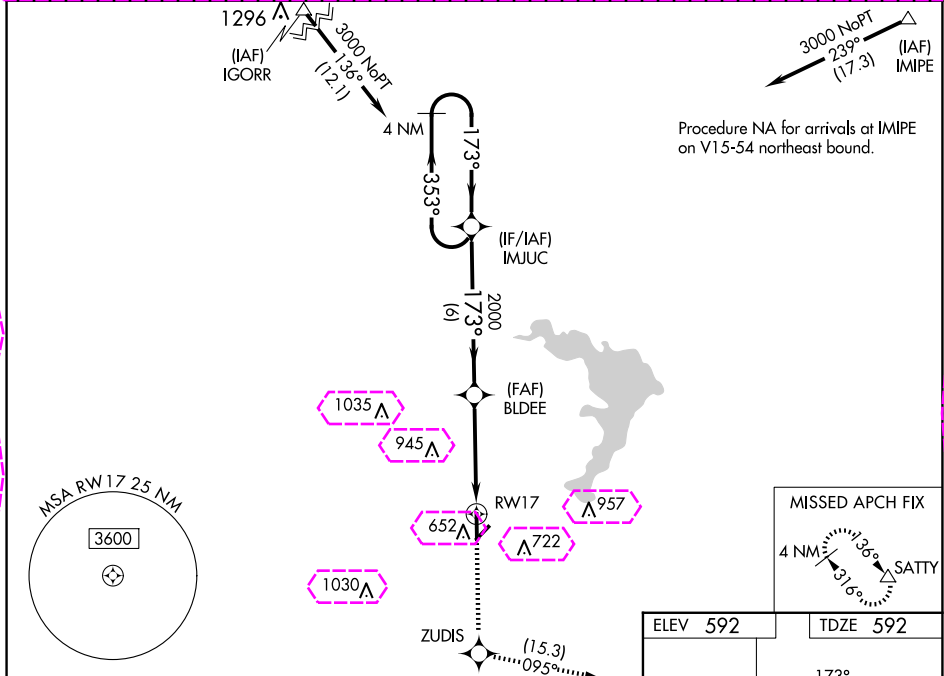 1296
(IAF)
IGORR
3000 NoPT
136°
(12.1)
3000 NoPT
239°
(17.3)
(IAF)
IMIPE
Procedure NA for arrivals at IMIPE
on V15-54 northeast bound.
4 NM
173°
353°
(IF/IAF)
IMJUC
2000
173°
(6)
(FAF)
BLDEE
1035
945
MSA RW17 25 NM
3600
RW17
652
957
722
1030
MISSED APCH FIX
4 NM
136°
316°
SATTY
ZUDIS
(15.3)
095°
ELEV 592
TDZE 592
173°